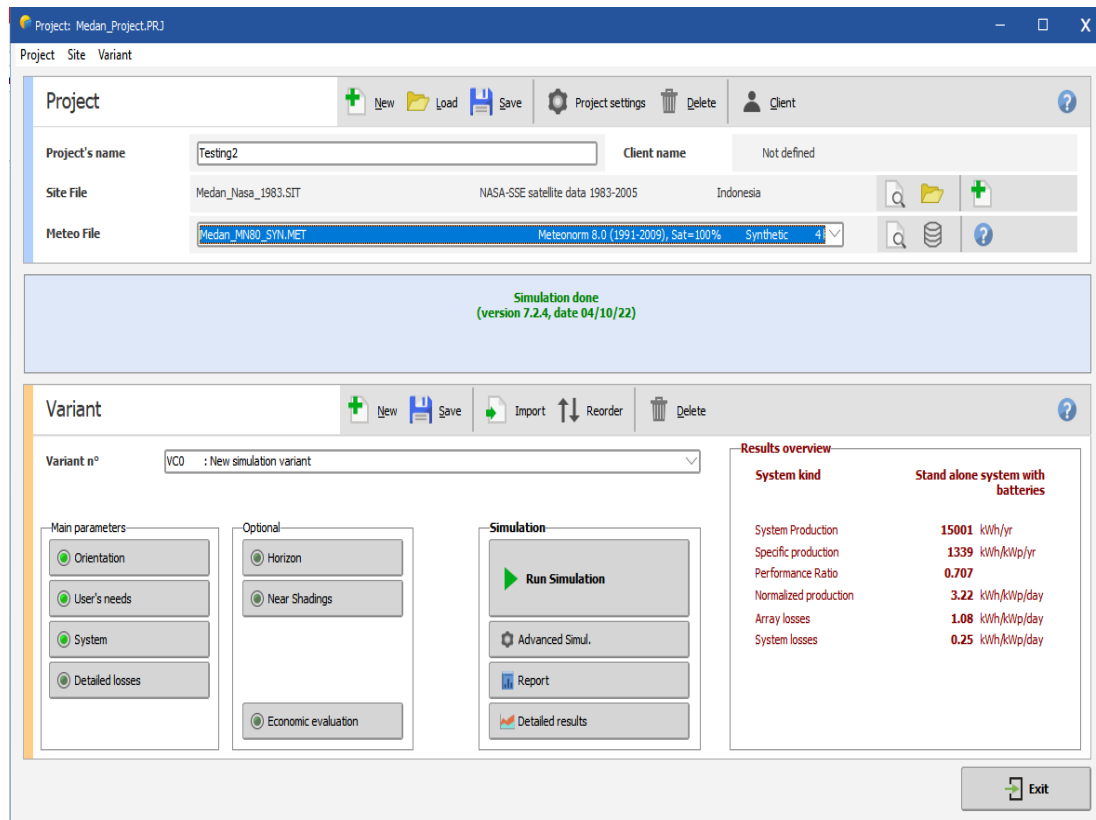 Project: Medan_Project.PRJ
Project Site Variant
Project New Load Save Project settings Delete Client
Project's name Testing2 Client name Not defined
Site File Medan_Nasa_1983.SIT NASA-SSE satellite data 1983-2005 Indonesia
Meteo File Medan_MN80_SYN.MET Meteonorm 8.0 (1991-2009), Sat=100% Synthetic 4
Simulation done
(version 7.2.4, date 04/10/22)
Variant New Save Import Reorder Delete
Variant n° VC0 : New simulation variant
Main parameters
Orientation
User's needs
System
Detailed losses
Optional
Horizon
Near Shadings
Economic evaluation
Simulation
Run Simulation
Advanced Simul.
Report
Detailed results
Results overview
System kind Stand alone system with
batteries
System Production 15001 kWh/yr
Specific production 1339 kWh/kWp/yr
Performance Ratio 0.707
Normalized production 3.22 kWh/kWp/day
Array losses 1.08 kWh/kWp/day
System losses 0.25 kWh/kWp/day
Exit